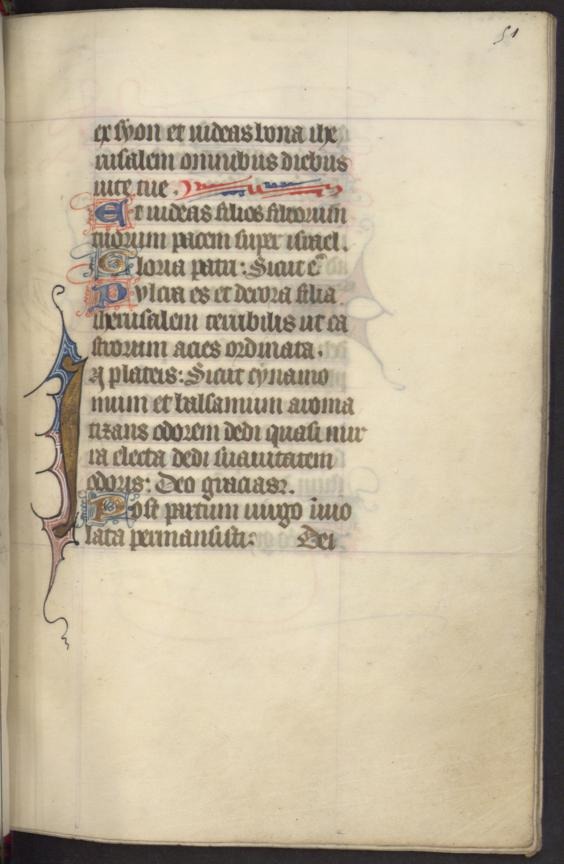 51
ex syon et uideas bona ihe
rusalem omnibus diebus
uite tue.
Et uideas filios filiorum
tuorum pacem super israel.
Gloria patri: Sicut e
Pulcra es et decora filia
iherusalem terribilis ut ca
strorum acies ordinata.
In plateis: Sicut cynamo
mum et balsamum aroma
tizans odorem dedi quasi mir
ra electa dedi suauitatem
odoris: Deo gracias.
Post partum uirgo inuio
lata permansisti: Dei